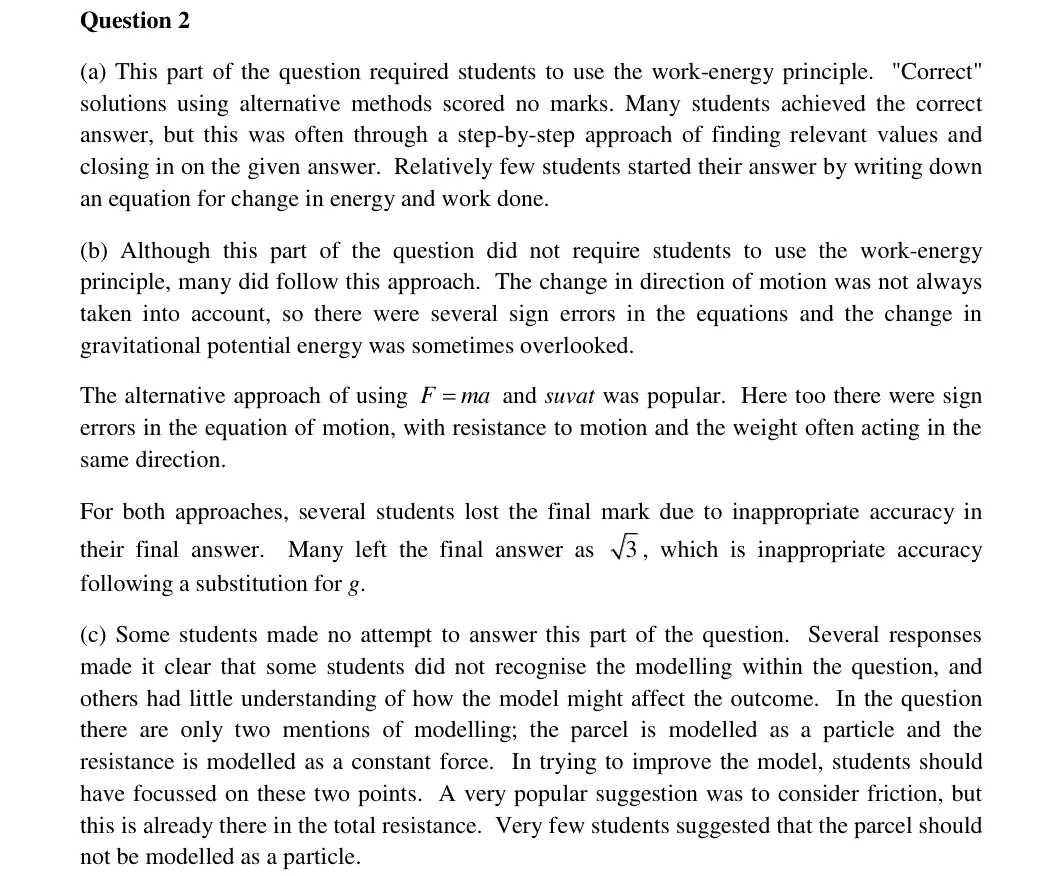 Question 2
(a) This part of the question required students to use the work-energy principle. "Correct"
solutions using alternative methods scored no marks. Many students achieved the correct
answer, but this was often through a step-by-step approach of finding relevant values and
closing in on the given answer. Relatively few students started their answer by writing down
an equation for change in energy and work done.
(b) Although this part of the question did not require students to use the work-energy
principle, many did follow this approach. The change in direction of motion was not always
taken into account, so there were several sign errors in the equations and the change in
gravitational potential energy was sometimes overlooked.
The alternative approach of using F = ma and suvat was popular. Here too there were sign
errors in the equation of motion, with resistance to motion and the weight often acting in the
same direction.
For both approaches, several students lost the final mark due to inappropriate accuracy in
their final answer. Many left the final answer as √3, which is inappropriate accuracy
following a substitution for g.
(c) Some students made no attempt to answer this part of the question. Several responses
made it clear that some students did not recognise the modelling within the question, and
others had little understanding of how the model might affect the outcome. In the question
there are only two mentions of modelling; the parcel is modelled as a particle and the
resistance is modelled as a constant force. In trying to improve the model, students should
have focussed on these two points. A very popular suggestion was to consider friction, but
this is already there in the total resistance. Very few students suggested that the parcel should
not be modelled as a particle.